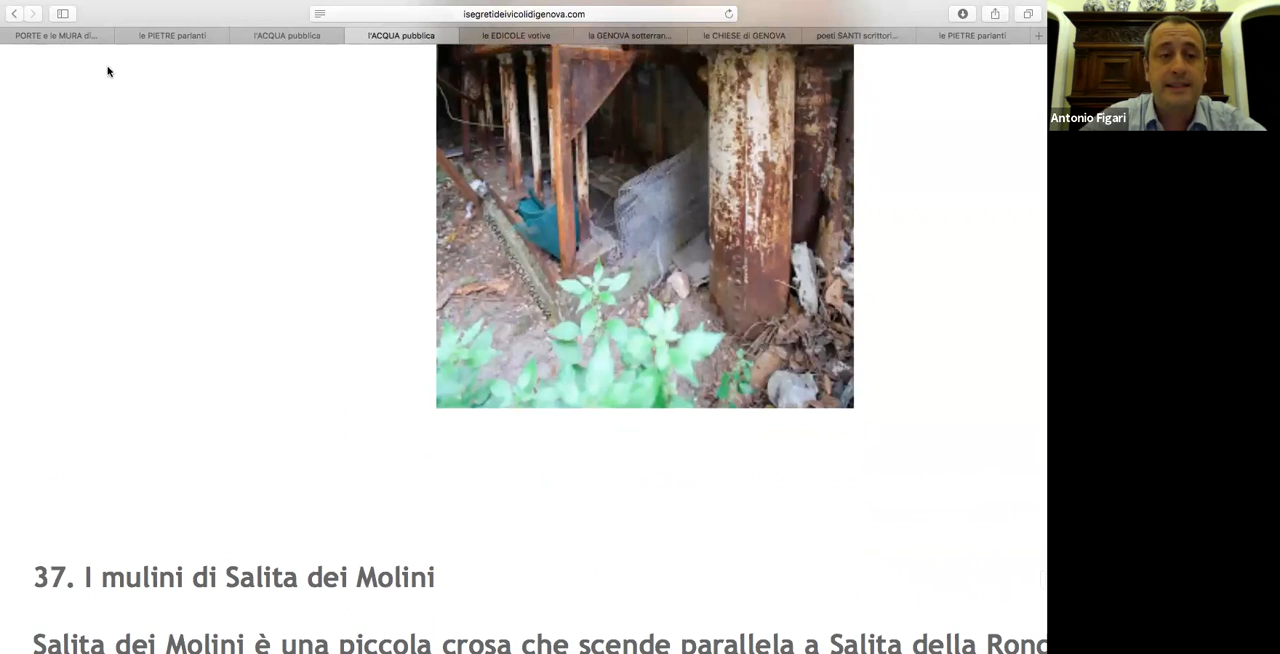 isegretideivicolidigenova.com
PORTE e le MURA di...
le PIETRE parlanti
l'ACQUA pubblica
l'ACQUA pubblica
le EDICOLE votive
la GENOVA sotterran...
le CHIESE di GENOVA
poeti SANTI scrittori...
le PIETRE parlanti
Antonio Figari
37. I mulini di Salita dei Molini
Salita dei Molini è una piccola crosa che scende parallela a Salita della Ronc